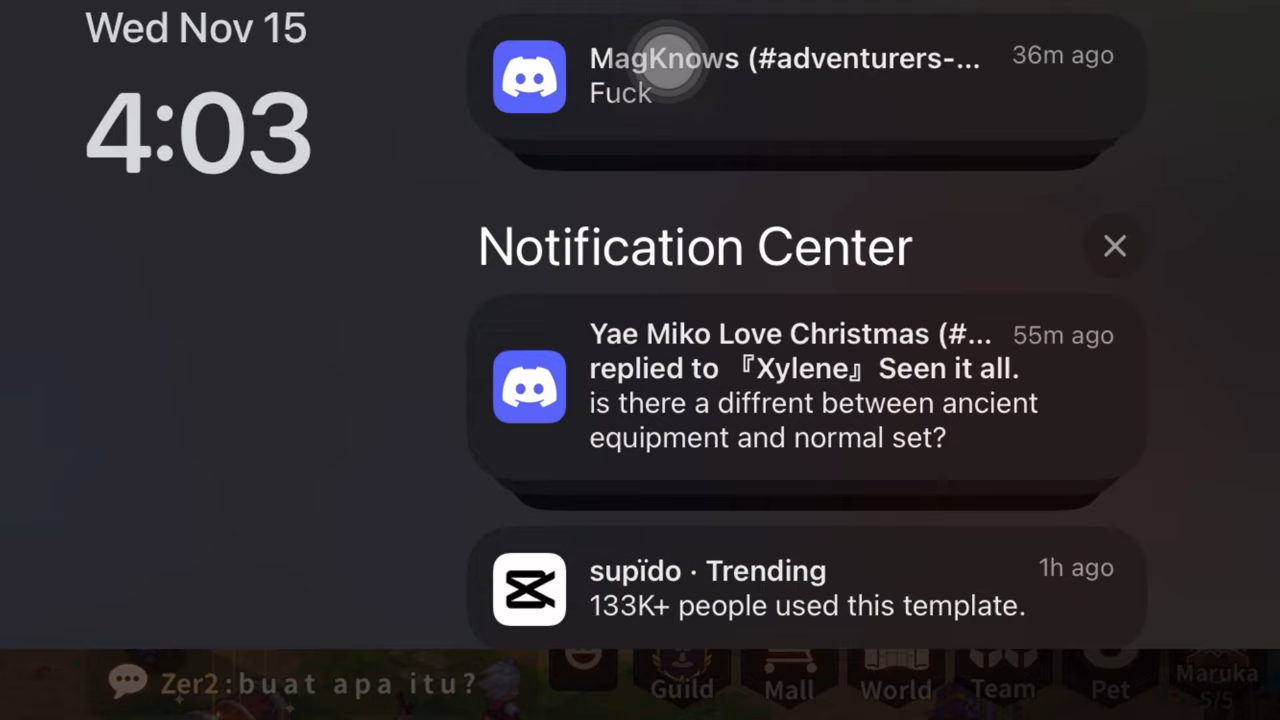 Wed Nov 15
4:03
MagKnows (#adventurers-...
36m ago
Fuck
Notification Center
Yae Miko Love Christmas (#...
55m ago
replied to 『Xylene』 Seen it all.
is there a diffrent between ancient
equipment and normal set?
supïdo · Trending
1h ago
133K+ people used this template.
Zer2:buat apa itu?
Guild
Mall
World
Team
Pet
Maruka
5/5